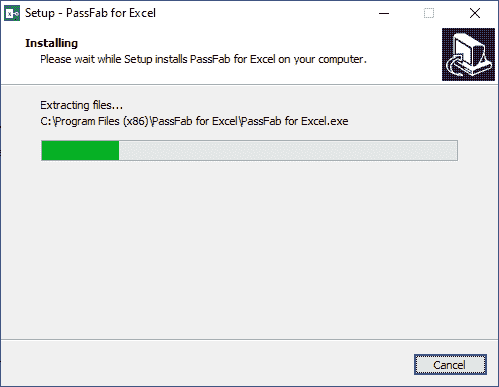 Setup - PassFab for Excel
Installing
Please wait while Setup installs PassFab for Excel on your computer.
Extracting files...
C:\Program Files (x86)\PassFab for Excel\PassFab for Excel.exe
Cancel